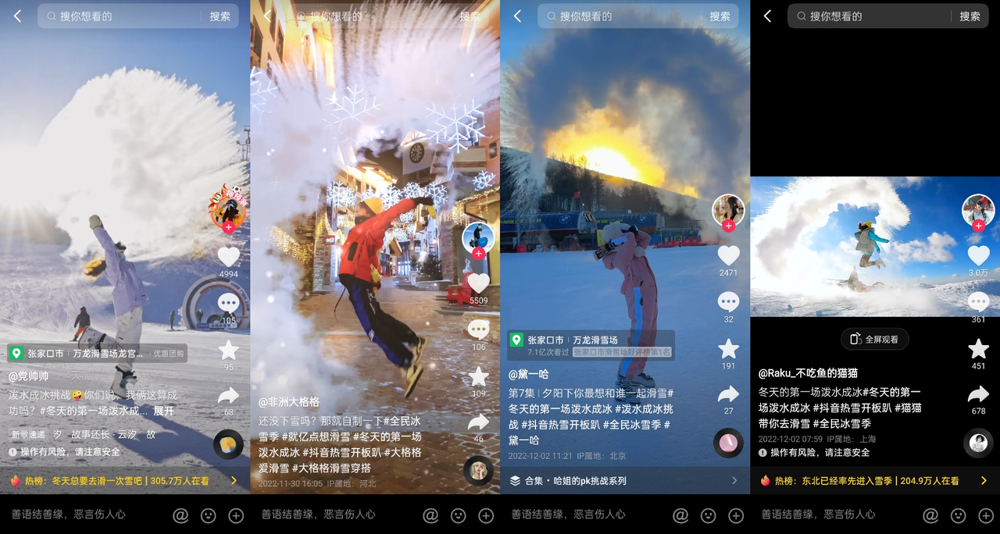 搜你想看的 搜索
4994
105
张家口市 万龙滑雪场龙宫... · 优惠团购
95
@党帅帅 4天前
泼水成冰挑战🤪你们说，我俩这算成
功吗？#冬天的第一场泼水成... 展开
68
新歌速递 汐 故事还长 - 云汐 故
操作有风险，请注意安全
热榜：冬天总要去滑一次雪吧 | 305.7万人在看
善语结善缘，恶言伤人心
搜你想看的 搜索
5509
106
109
@非洲大格格
还没下雪吗？那就自制一下#全民冰
雪季 #就亿点想滑雪 #冬天的第一场
泼水成冰 #抖音热雪开板趴 #大格格
爱滑雪 #大格格滑雪穿搭
46
2022-11-30 16:05 IP属地：河北
善语结善缘，恶言伤人心
搜你想看的 搜索
2471
32
张家口市 万龙滑雪场
7.1亿次看过 张家口市滑雪场好评榜第1名
191
@黛一哈
第7集 | 夕阳下你最想和谁一起滑雪#
冬天的第一场泼水成冰 #泼水成冰挑
战 #抖音热雪开板趴 #全民冰雪季 #
黛一哈
27
2022-12-02 11:21 IP属地：北京
合集 · 哈姐的pk挑战系列
善语结善缘，恶言伤人心
搜你想看的 搜索
3.0万
361
全屏观看
451
@Raku_不吃鱼的猫猫
冬天的第一场泼水成冰#冬天的第一
场泼水成冰 #抖音热雪开板趴 #猫猫
带你去滑雪 #全民冰雪季
678
2022-12-02 07:59 IP属地：上海
操作有风险，请注意安全
热榜：东北已经率先进入雪季 | 204.9万人在看
善语结善缘，恶言伤人心